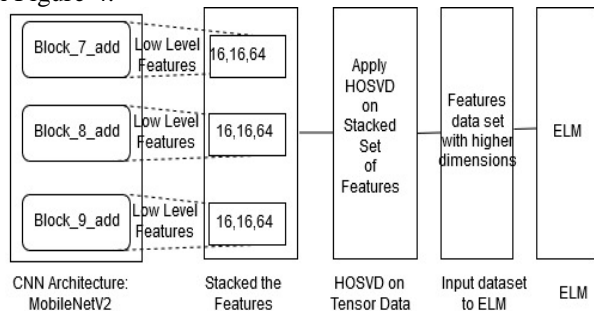 Block_7_add
Low Level
Features
16,16,64
Block_8_add
Low Level
Features
16,16,64
Block_9_add
Low Level
Features
16,16,64
Apply
HOSVD
on
Stacked
Set
of
Features
Features
data set
with higher
dimensions
ELM
CNN Architecture:
MobileNetV2
Stacked the
Features
HOSVD on
Tensor Data
Input dataset
to ELM
ELM